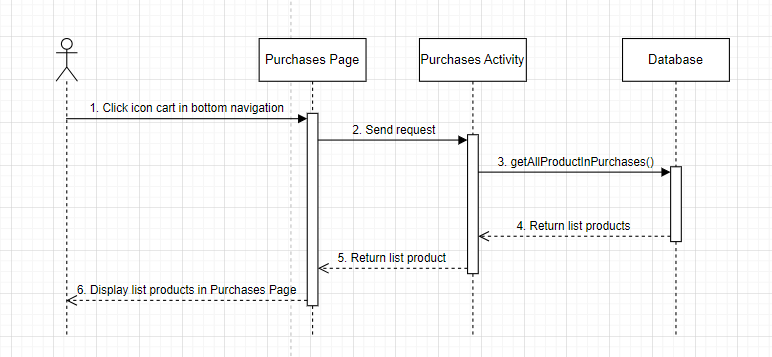 Purchases Page
Purchases Activity
Database
1. Click icon cart in bottom navigation
2. Send request
3. getAllProductInPurchases()
4. Return list products
5. Return list product
6. Display list products in Purchases Page